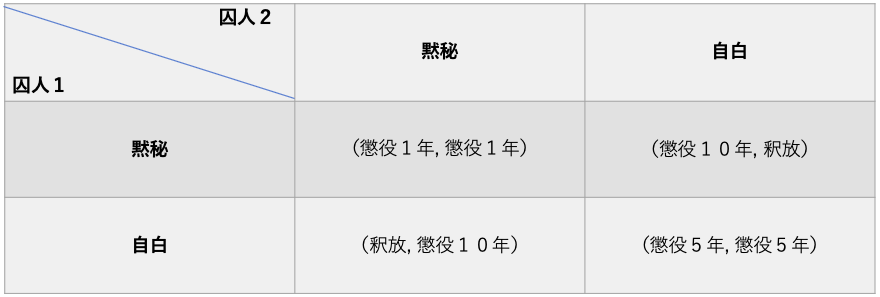 囚人２
囚人１
黙秘
自白
黙秘
（懲役１年, 懲役１年）
（懲役１０年, 釈放）
自白
（釈放, 懲役１０年）
（懲役５年, 懲役５年）